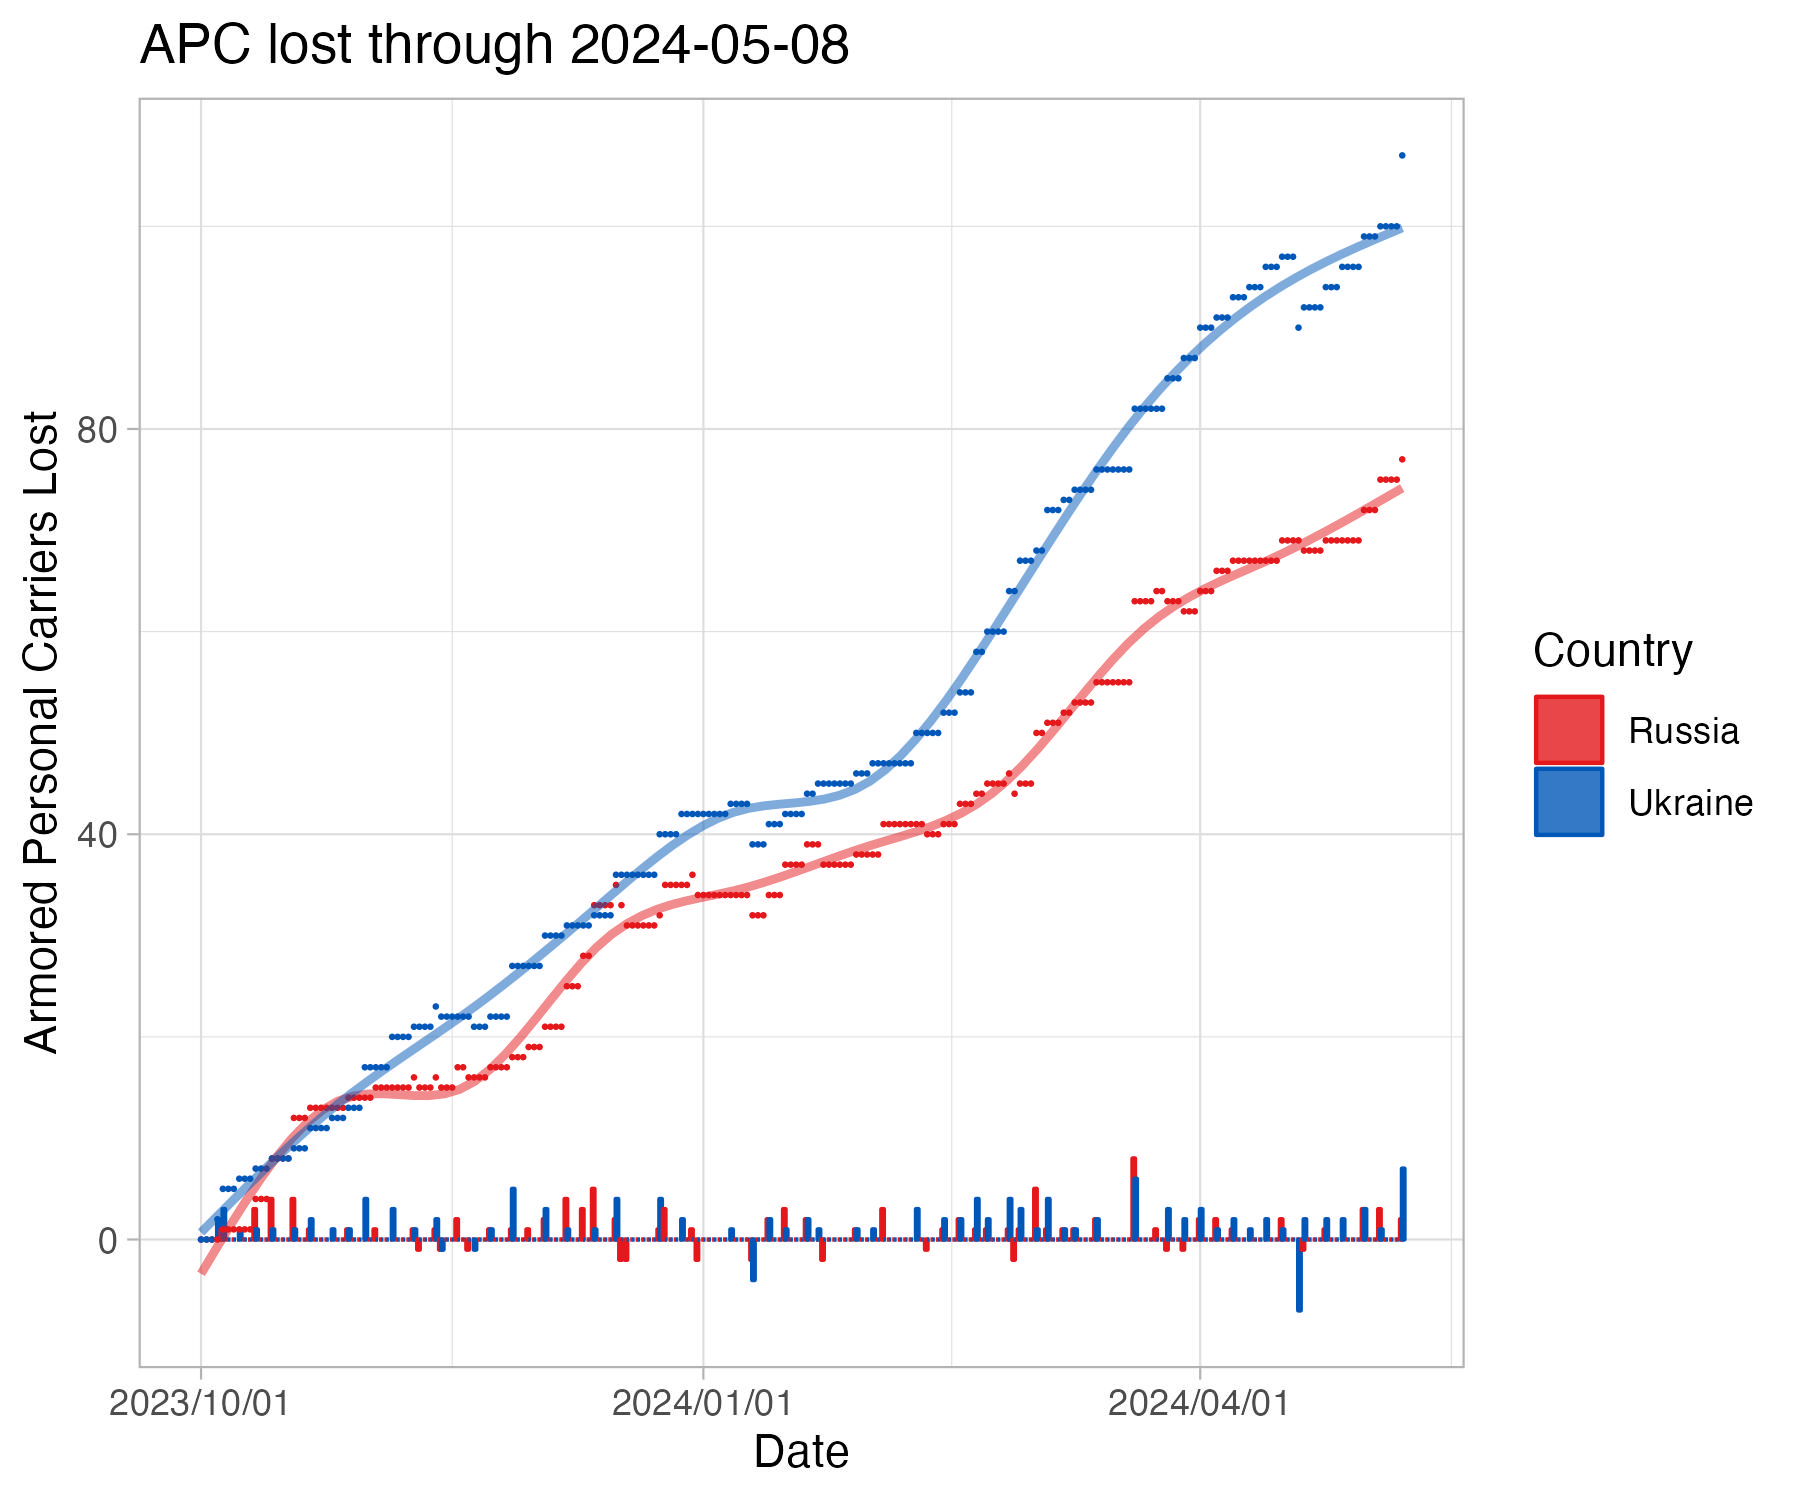 APC lost through 2024-05-08
Armored Personal Carriers Lost
80
40
0
2023/10/01
2024/01/01
2024/04/01
Date
Country
Russia
Ukraine